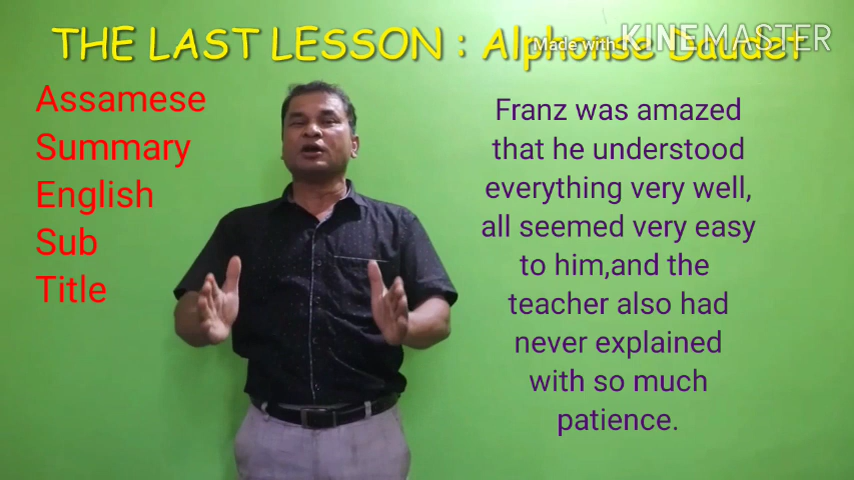 THE LAST LESSON : Alphonse Daudet
Made with KINEMASTER
Assamese
Summary
English
Sub
Title
Franz was amazed
that he understood
everything very well,
all seemed very easy
to him,and the
teacher also had
never explained
with so much
patience.